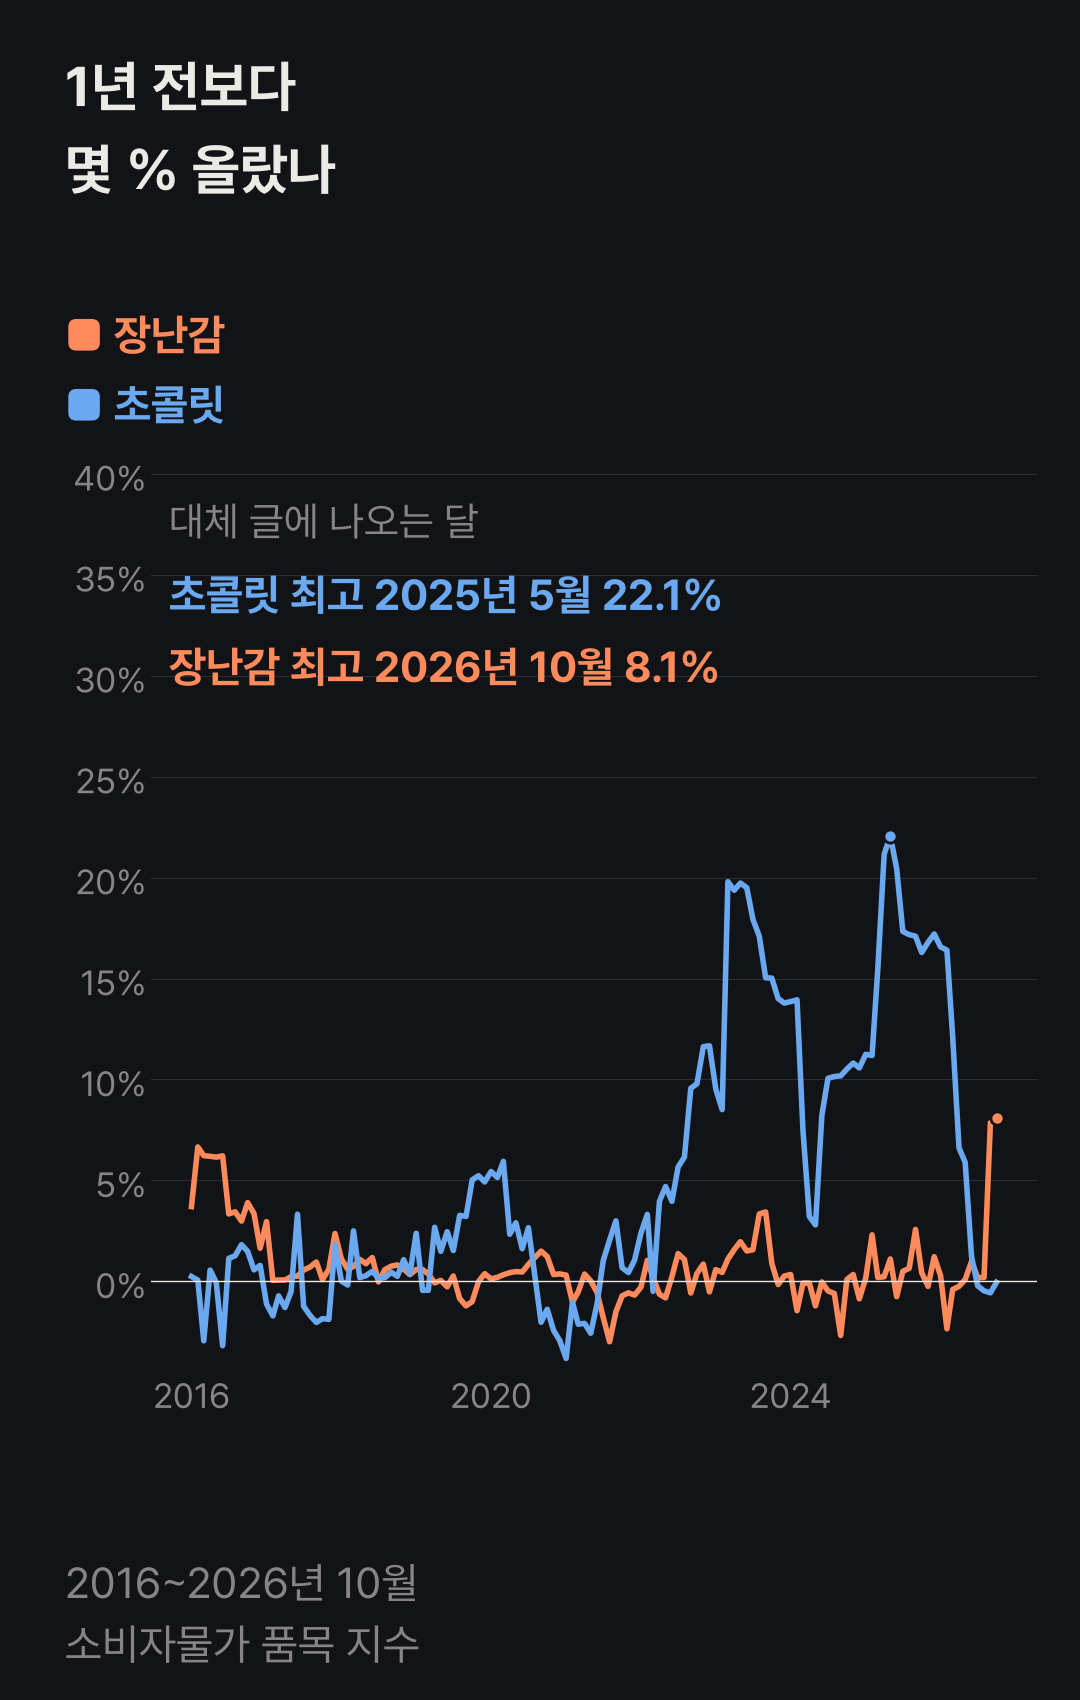 1년 전보다
몇 % 올랐나
장난감
초콜릿
40%
대체 글에 나오는 달
35%
초콜릿 최고 2025년 5월 22.1%
장난감 최고 2026년 10월 8.1%
30%
25%
20%
15%
10%
5%
0%
2016 2020 2024
2016~2026년 10월
소비자물가 품목 지수